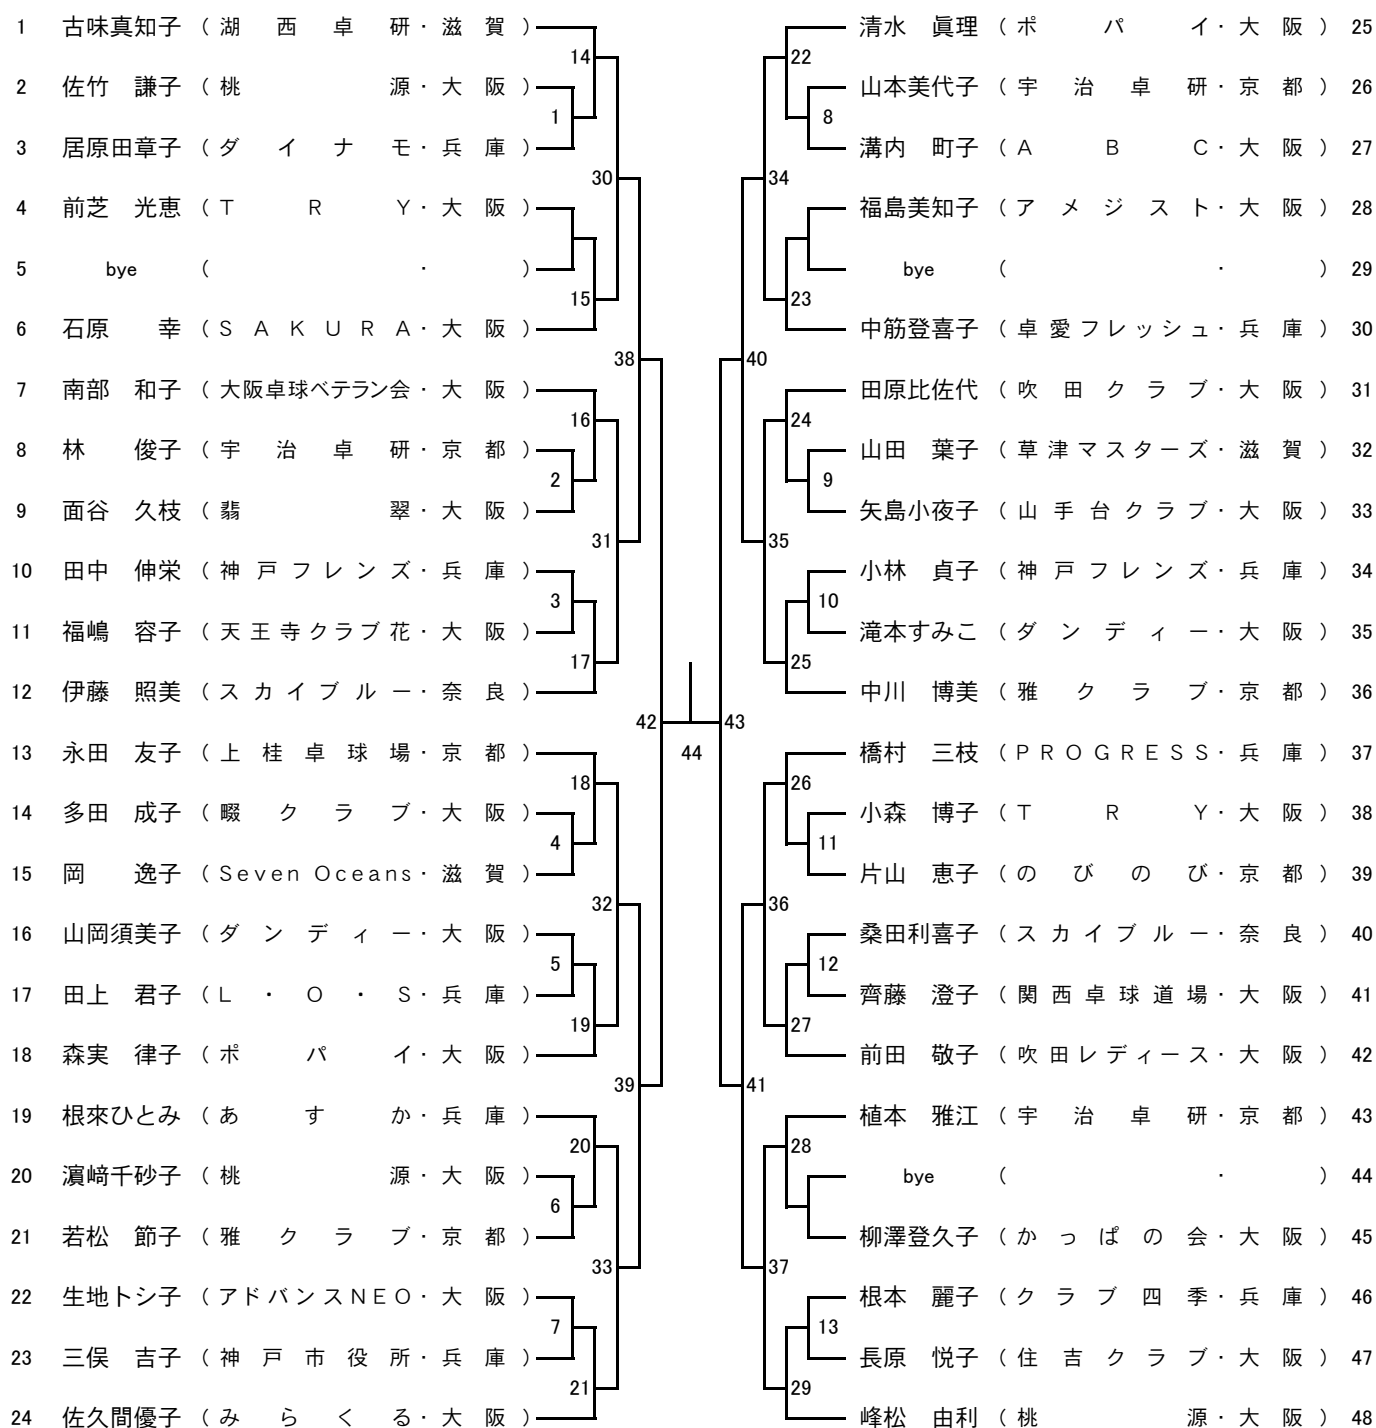 1 古味真知子 (湖西卓研・滋賀)
2 佐竹 謙子 (桃源・大阪)
3 居原田章子 (ダイナモ・兵庫)
4 前芝 光恵 (TRY・大阪)
5 bye ( ・ )
6 石原 幸 (SAKURA・大阪)
7 南部 和子 (大阪卓球ベテラン会・大阪)
8 林 俊子 (宇治卓研・京都)
9 面谷 久枝 (翡翠・大阪)
10 田中 伸栄 (神戸フレンズ・兵庫)
11 福嶋 容子 (天王寺クラブ花・大阪)
12 伊藤 照美 (スカイブルー・奈良)
13 永田 友子 (上桂卓球場・京都)
14 多田 成子 (畷クラブ・大阪)
15 岡 逸子 (Seven Oceans・滋賀)
16 山岡須美子 (ダンディー・大阪)
17 田上 君子 (L・O・S・兵庫)
18 森実 律子 (ポパイ・大阪)
19 根來ひとみ (あすか・兵庫)
20 濵﨑千砂子 (桃源・大阪)
21 若松 節子 (雅クラブ・京都)
22 生地トシ子 (アドバンスNEO・大阪)
23 三俣 吉子 (神戸市役所・兵庫)
24 佐久間優子 (みらくる・大阪)
14
1
30
15
38
16
2
31
3
17
42
18
4
32
5
19
39
20
6
33
7
21
44
22
8
34
23
40
24
9
35
10
25
43
26
11
36
12
27
41
28
37
13
29
清水 眞理 (ポパイ・大阪) 25
山本美代子 (宇治卓研・京都) 26
溝内 町子 (ABC・大阪) 27
福島美知子 (アメジスト・大阪) 28
bye ( ・ ) 29
中筋登喜子 (卓愛フレッシュ・兵庫) 30
田原比佐代 (吹田クラブ・大阪) 31
山田 葉子 (草津マスターズ・滋賀) 32
矢島小夜子 (山手台クラブ・大阪) 33
小林 貞子 (神戸フレンズ・兵庫) 34
滝本すみこ (ダンディー・大阪) 35
中川 博美 (雅クラブ・京都) 36
橋村 三枝 (PROGRESS・兵庫) 37
小森 博子 (TRY・大阪) 38
片山 恵子 (のびのび・京都) 39
桑田利喜子 (スカイブルー・奈良) 40
齊藤 澄子 (関西卓球道場・大阪) 41
前田 敬子 (吹田レディース・大阪) 42
植本 雅江 (宇治卓研・京都) 43
bye ( ・ ) 44
柳澤登久子 (かっぱの会・大阪) 45
根本 麗子 (クラブ四季・兵庫) 46
長原 悦子 (住吉クラブ・大阪) 47
峰松 由利 (桃源・大阪) 48